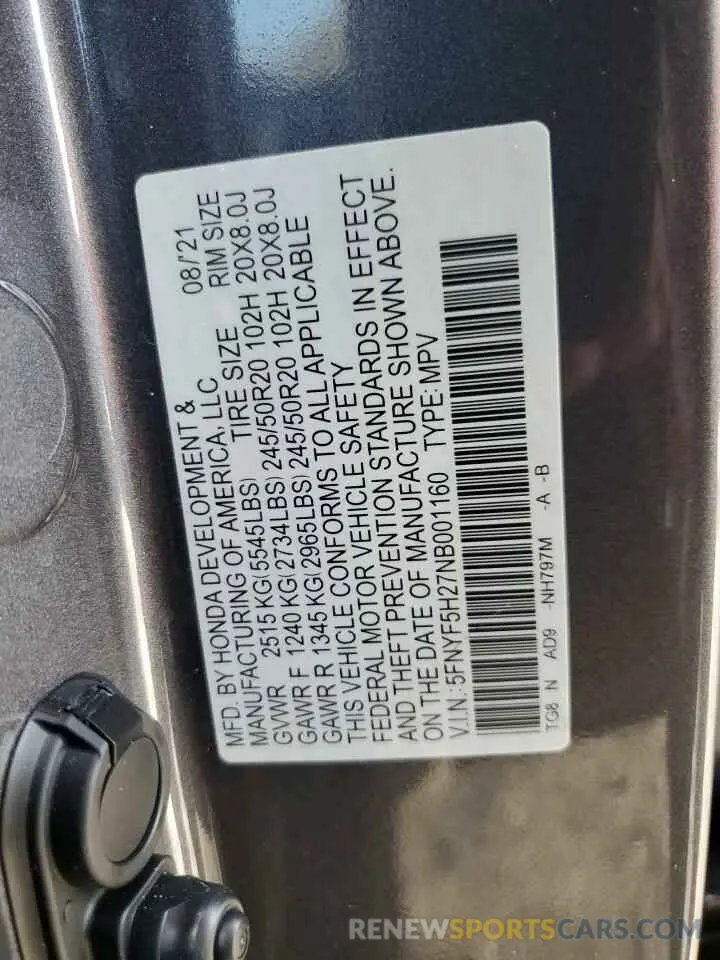 MFD. BY HONDA DEVELOPMENT & 08/'21
MANUFACTURING OF AMERICA, LLC
TIRE SIZE RIM SIZE
GVWR 2515 KG(5545LBS)
GAWR F 1240 KG(2734LBS) 245/50R20 102H 20X8.0J
GAWR R 1345 KG(2965LBS) 245/50R20 102H 20X8.0J
THIS VEHICLE CONFORMS TO ALL APPLICABLE
FEDERAL MOTOR VEHICLE SAFETY
AND THEFT PREVENTION STANDARDS IN EFFECT
ON THE DATE OF MANUFACTURE SHOWN ABOVE.
V.I.N.:5FNYF5H27NB001160 TYPE:MPV
TG8 N AD9 -NH797M -A -B
RENEWSPORTSCARS.COM